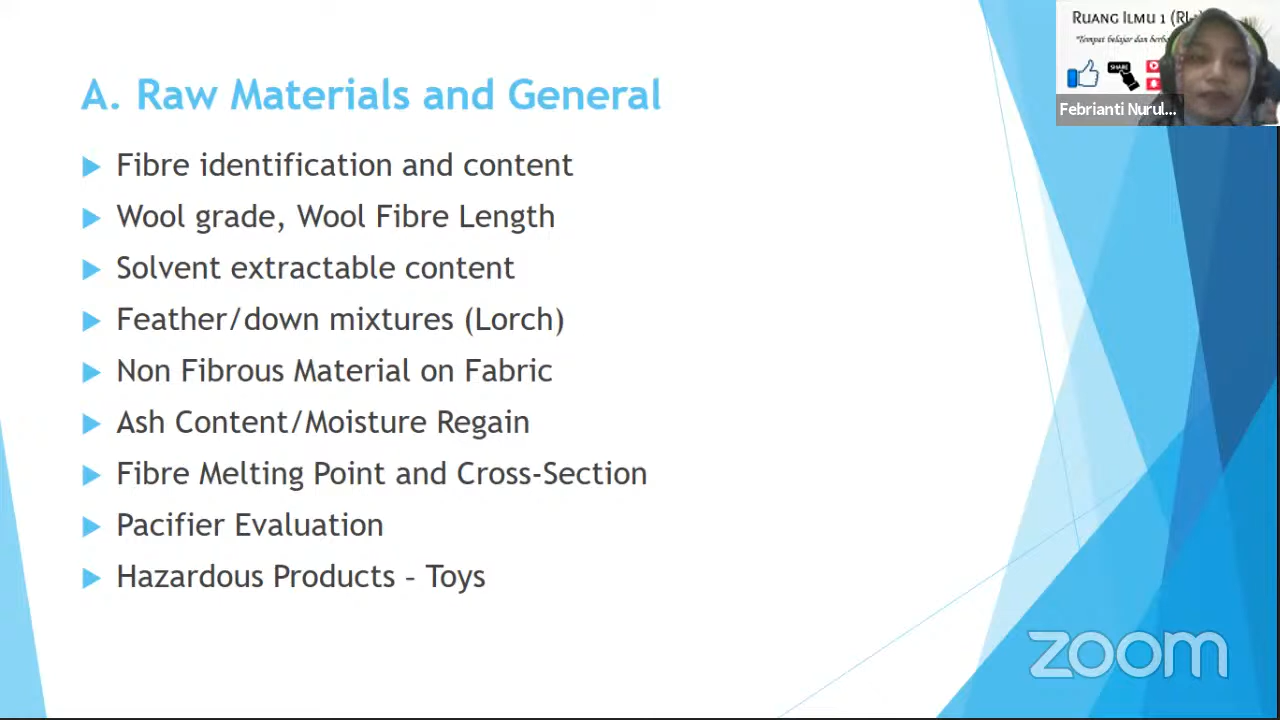 A. Raw Materials and General
Fibre identification and content
Wool grade, Wool Fibre Length
Solvent extractable content
Feather/down mixtures (Lorch)
Non Fibrous Material on Fabric
Ash Content/Moisture Regain
Fibre Melting Point and Cross-Section
Pacifier Evaluation
Hazardous Products – Toys
RUANG ILMU 1
"Tempat belajar dan
SHARE
Febrianti Nurul...
zoom